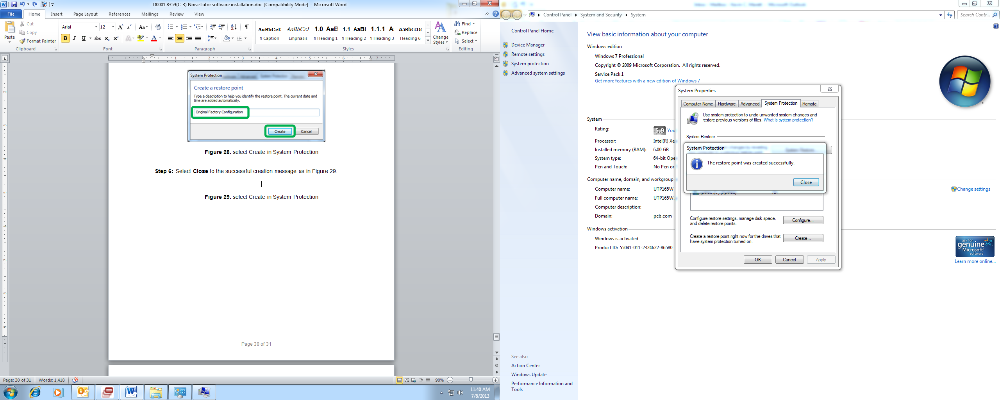 D0001 8359(C-3) NoiseTutor software installation.doc [Compatibility Mode] - Microsoft Word
File Home Insert Page Layout References Mailings Review View
Paste
Cut
Copy
Format Painter
Clipboard
Arial 12
Font
Paragraph
AaBbCcD AaBbCcL 1.0 AaB 1.1 AaBl 1.1.1 A AaBbCcDc
¶ Caption Emphasis ¶ Heading 1 ¶ Heading 2 ¶ Heading 3 Heading 6
Change Styles
Styles
Find
Replace
Select
Editing
System Protection
Create a restore point
Type a description to help you identify the restore point. The current date and
time are added automatically.
Original Factory Configuration
Create Cancel
Figure 28. select Create in System Protection
Step 6: Select Close to the successful creation message as in Figure 29.
Figure 29. select Create in System Protection
Page 30 of 31
Page: 30 of 31 Words: 1,418 90%
11:40 AM
7/8/2013
Control Panel System and Security System
Search Contr...
Control Panel Home
Device Manager
Remote settings
System protection
Advanced system settings
See also
Action Center
Windows Update
Performance Information and
Tools
View basic information about your computer
Windows edition
Windows 7 Professional
Copyright © 2009 Microsoft Corporation. All rights reserved.
Service Pack 1
Get more features with a new edition of Windows 7
System
Rating: 5.9 You
Processor: Intel(R) Xe
Installed memory (RAM): 6.00 GB
System type: 64-bit Ope
Pen and Touch: No Pen or
Computer name, domain, and workgroup
Computer name: UTP165W
Full computer name: UTP165W.
Computer description:
Domain: pcb.com
Change settings
Windows activation
Windows is activated
Product ID: 55041-011-2324622-86580
ask for
genuine
Microsoft
software
Learn more online...
System Properties
Computer Name Hardware Advanced System Protection Remote
Use system protection to undo unwanted system changes and
restore previous versions of files. What is system protection?
System Restore
System Protection
The restore point was created successfully.
Close
Configure restore settings, manage disk space,
and delete restore points.
Configure...
Create a restore point right now for the drives that
have system protection turned on.
Create...
OK Cancel Apply